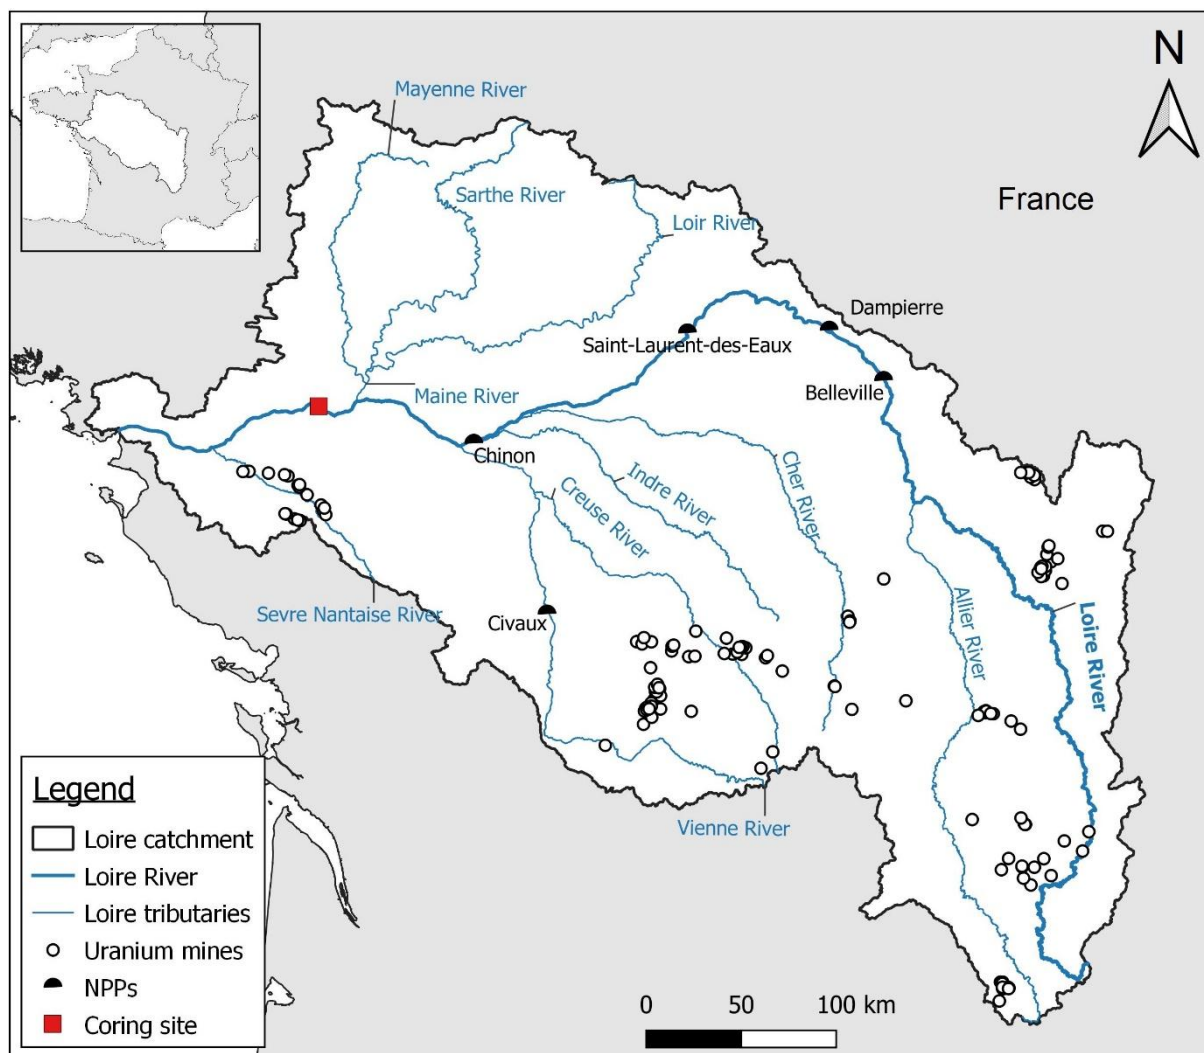 N
Mayenne River
Sarthe River
France
Loir River
Dampierre
Saint-Laurent-des-Eaux
Belleville
Maine River
Chinon
Cher River
Indre River
Creuse River
Sevre Nantaise River
Civaux
Allier River
Loire River
Vienne River
Legend
Loire catchment
Loire River
Loire tributaries
Uranium mines
NPPs
Coring site
0 50 100 km